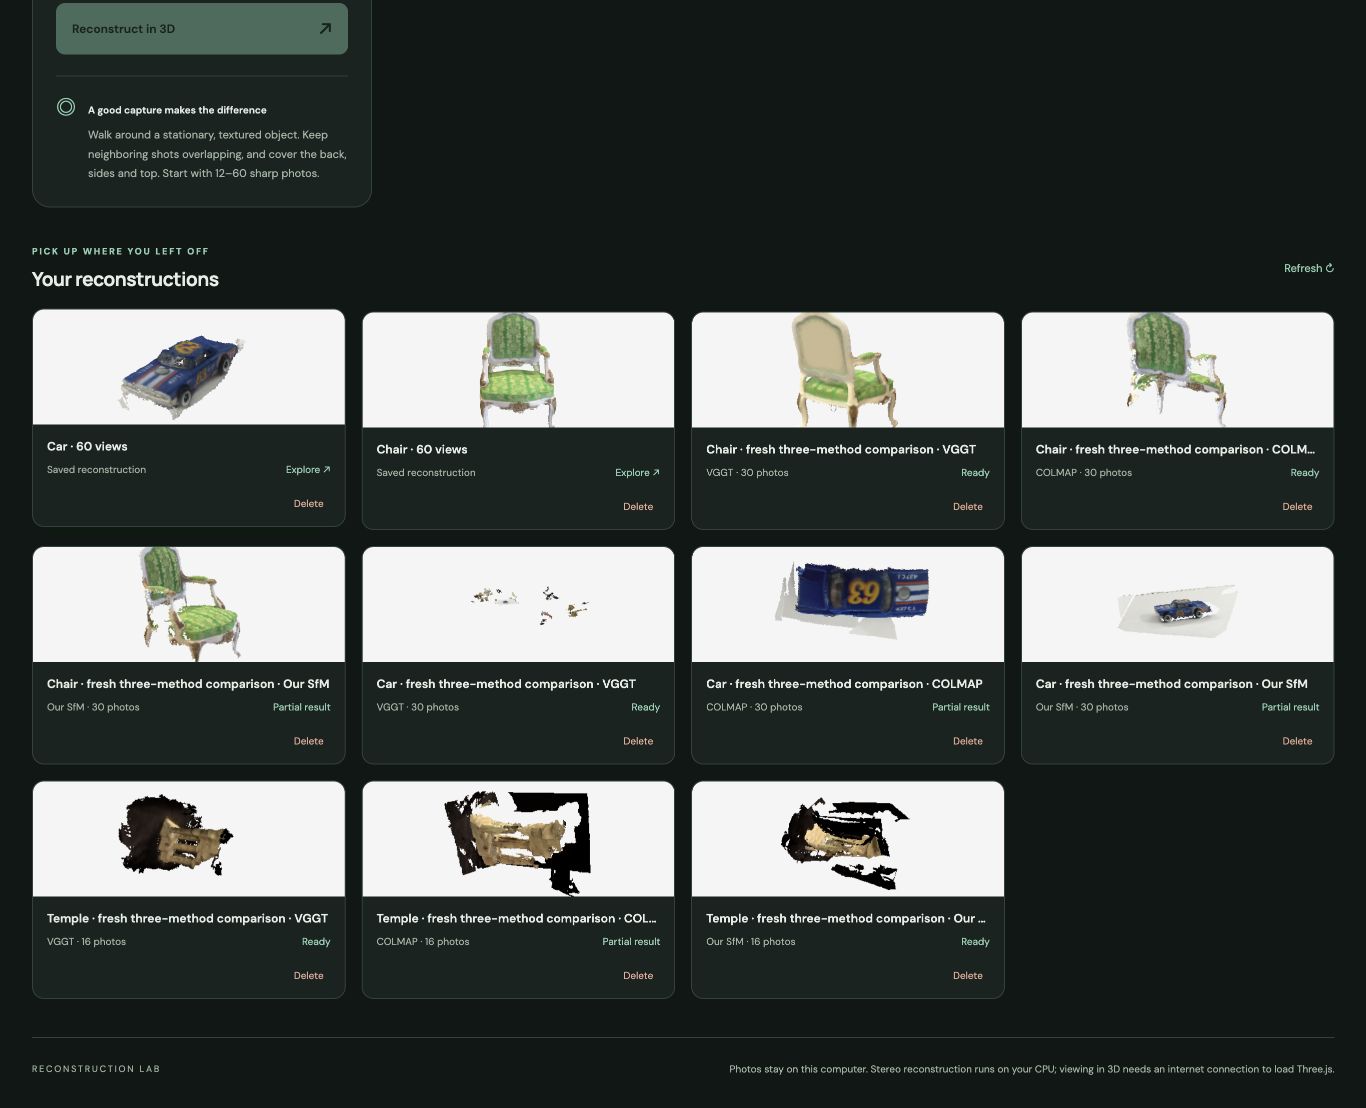 Reconstruct in 3D ↗
A good capture makes the difference
Walk around a stationary, textured object. Keep
neighboring shots overlapping, and cover the back,
sides and top. Start with 12–60 sharp photos.
PICK UP WHERE YOU LEFT OFF
Your reconstructions
Refresh ↻
63
Car · 60 views
Saved reconstruction
Explore ↗
Delete
Chair · 60 views
Saved reconstruction
Explore ↗
Delete
Chair · fresh three-method comparison · VGGT
VGGT · 30 photos
Ready
Delete
Chair · fresh three-method comparison · COLM...
COLMAP · 30 photos
Ready
Delete
Chair · fresh three-method comparison · Our SfM
Our SfM · 30 photos
Partial result
Delete
Car · fresh three-method comparison · VGGT
VGGT · 30 photos
Ready
Delete
63
Car · fresh three-method comparison · COLMAP
COLMAP · 30 photos
Partial result
Delete
Car · fresh three-method comparison · Our SfM
Our SfM · 30 photos
Partial result
Delete
Temple · fresh three-method comparison · VGGT
VGGT · 16 photos
Ready
Delete
Temple · fresh three-method comparison · COL...
COLMAP · 16 photos
Partial result
Delete
Temple · fresh three-method comparison · Our ...
Our SfM · 16 photos
Ready
Delete
RECONSTRUCTION LAB
Photos stay on this computer. Stereo reconstruction runs on your CPU; viewing in 3D needs an internet connection to load Three.js.